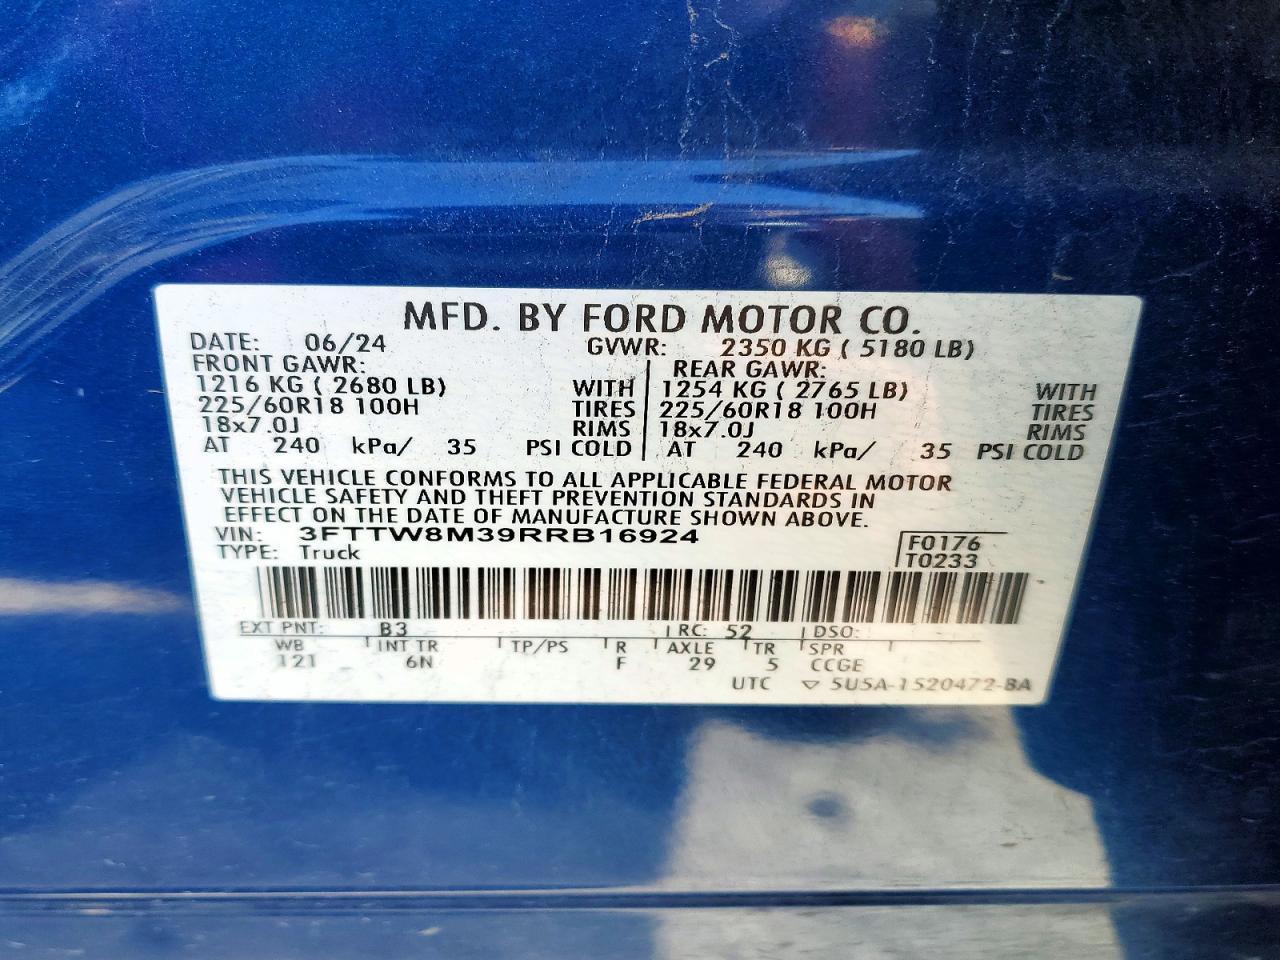 MFD. BY FORD MOTOR CO.
DATE: 06/24 GVWR: 2350 KG ( 5180 LB)
FRONT GAWR: REAR GAWR:
1216 KG ( 2680 LB) WITH 1254 KG ( 2765 LB) WITH
225/60R18 100H TIRES 225/60R18 100H TIRES
18x7.0J RIMS 18x7.0J RIMS
AT 240 kPa/ 35 PSI COLD AT 240 kPa/ 35 PSI COLD
THIS VEHICLE CONFORMS TO ALL APPLICABLE FEDERAL MOTOR
VEHICLE SAFETY AND THEFT PREVENTION STANDARDS IN
EFFECT ON THE DATE OF MANUFACTURE SHOWN ABOVE.
VIN: 3FTTW8M39RRB16924 F0176
TYPE: Truck T0233
EXT PNT: B3 RC: 52 DSO:
WB INT TR TP/PS R AXLE TR SPR
121 6N F 29 5 CCGE
UTC ▽ 5U5A-1520472-BA